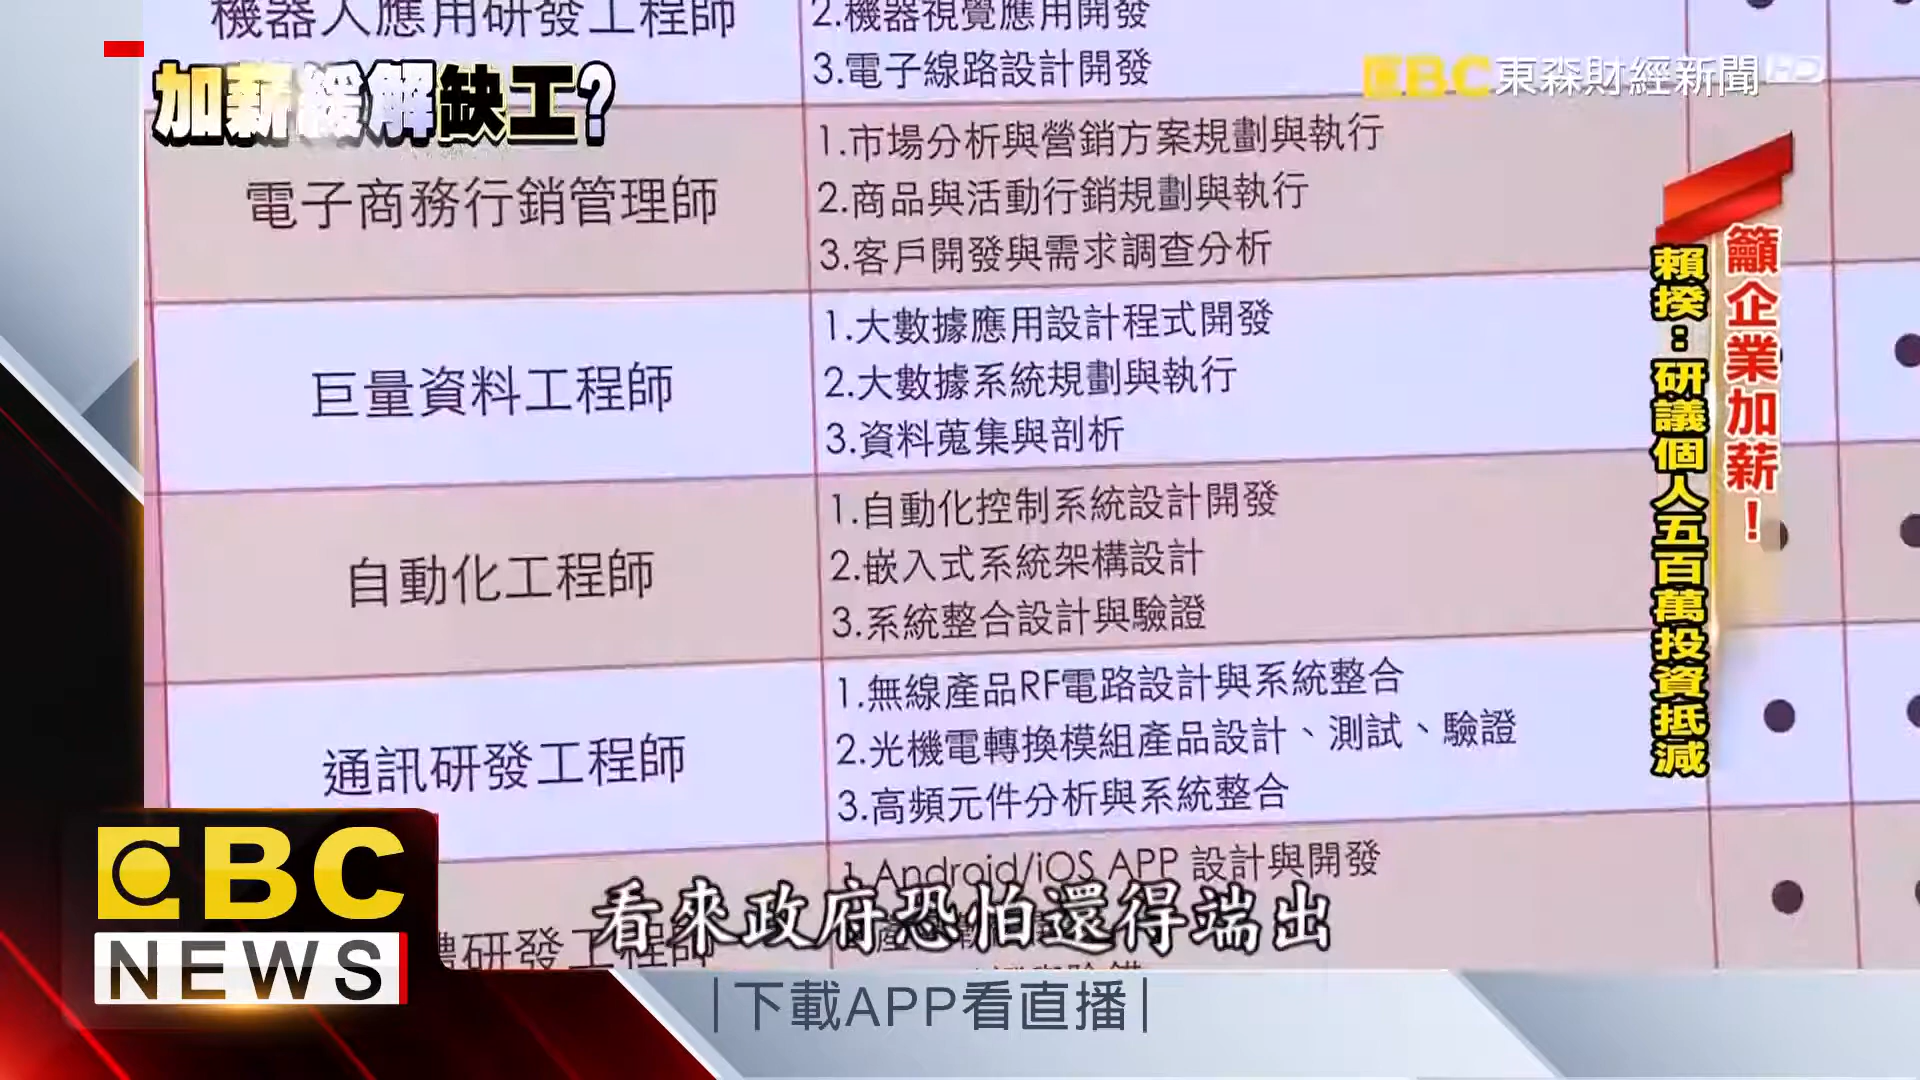 機器人應用研發工程師
2.機器視覺應用開發
3.電子線路設計開發
加薪緩解缺工?
EBC東森財經新聞HD
電子商務行銷管理師
1.市場分析與營銷方案規劃與執行
2.商品與活動行銷規劃與執行
3.客戶開發與需求調查分析
籲企業加薪!
賴揆:研議個人五百萬投資抵減
巨量資料工程師
1.大數據應用設計程式開發
2.大數據系統規劃與執行
3.資料蒐集與剖析
自動化工程師
1.自動化控制系統設計開發
2.嵌入式系統架構設計
3.系統整合設計與驗證
通訊研發工程師
1.無線產品RF電路設計與系統整合
2.光機電轉換模組產品設計、測試、驗證
3.高頻元件分析與系統整合
研發工程師
1.Android/iOS APP 設計與開發
看來政府恐怕還得端出
EBC
NEWS
|下載APP看直播|